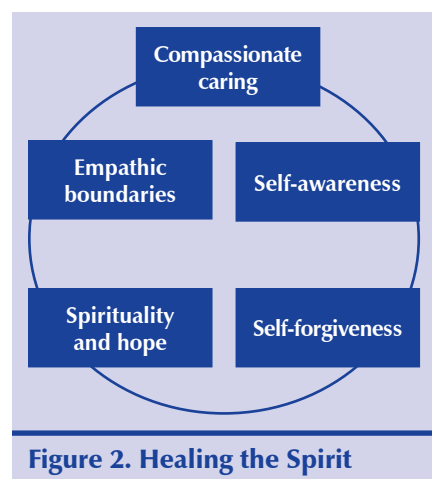 Compassionate
caring
Empathic
boundaries
Self-awareness
Spirituality
and hope
Self-forgiveness
Figure 2. Healing the Spirit